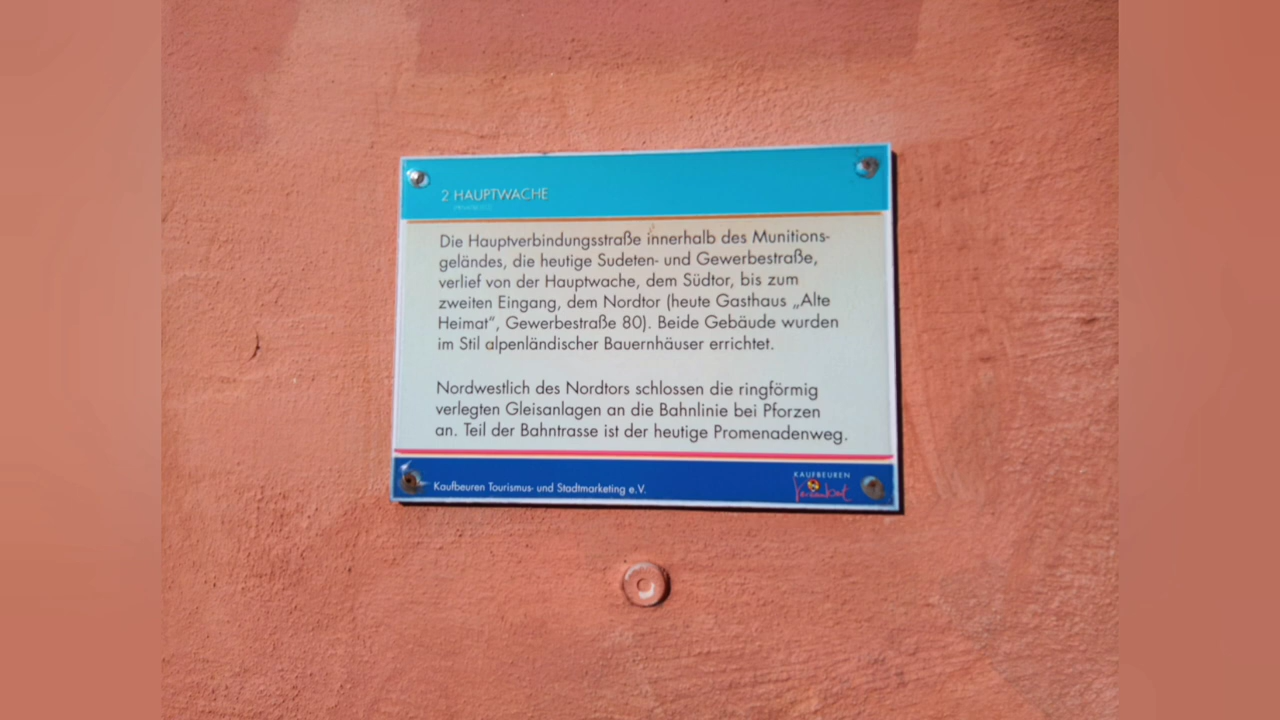 2 HAUPTWACHE
Die Hauptverbindungsstraße innerhalb des Munitions-
geländes, die heutige Sudeten- und Gewerbestraße,
verlief von der Hauptwache, dem Südtor, bis zum
zweiten Eingang, dem Nordtor (heute Gasthaus „Alte
Heimat“, Gewerbestraße 80). Beide Gebäude wurden
im Stil alpenländischer Bauernhäuser errichtet.
Nordwestlich des Nordtors schlossen die ringförmig
verlegten Gleisanlagen an die Bahnlinie bei Pforzen
an. Teil der Bahntrasse ist der heutige Promenadenweg.
Kaufbeuren Tourismus- und Stadtmarketing e.V.
KAUFBEUREN